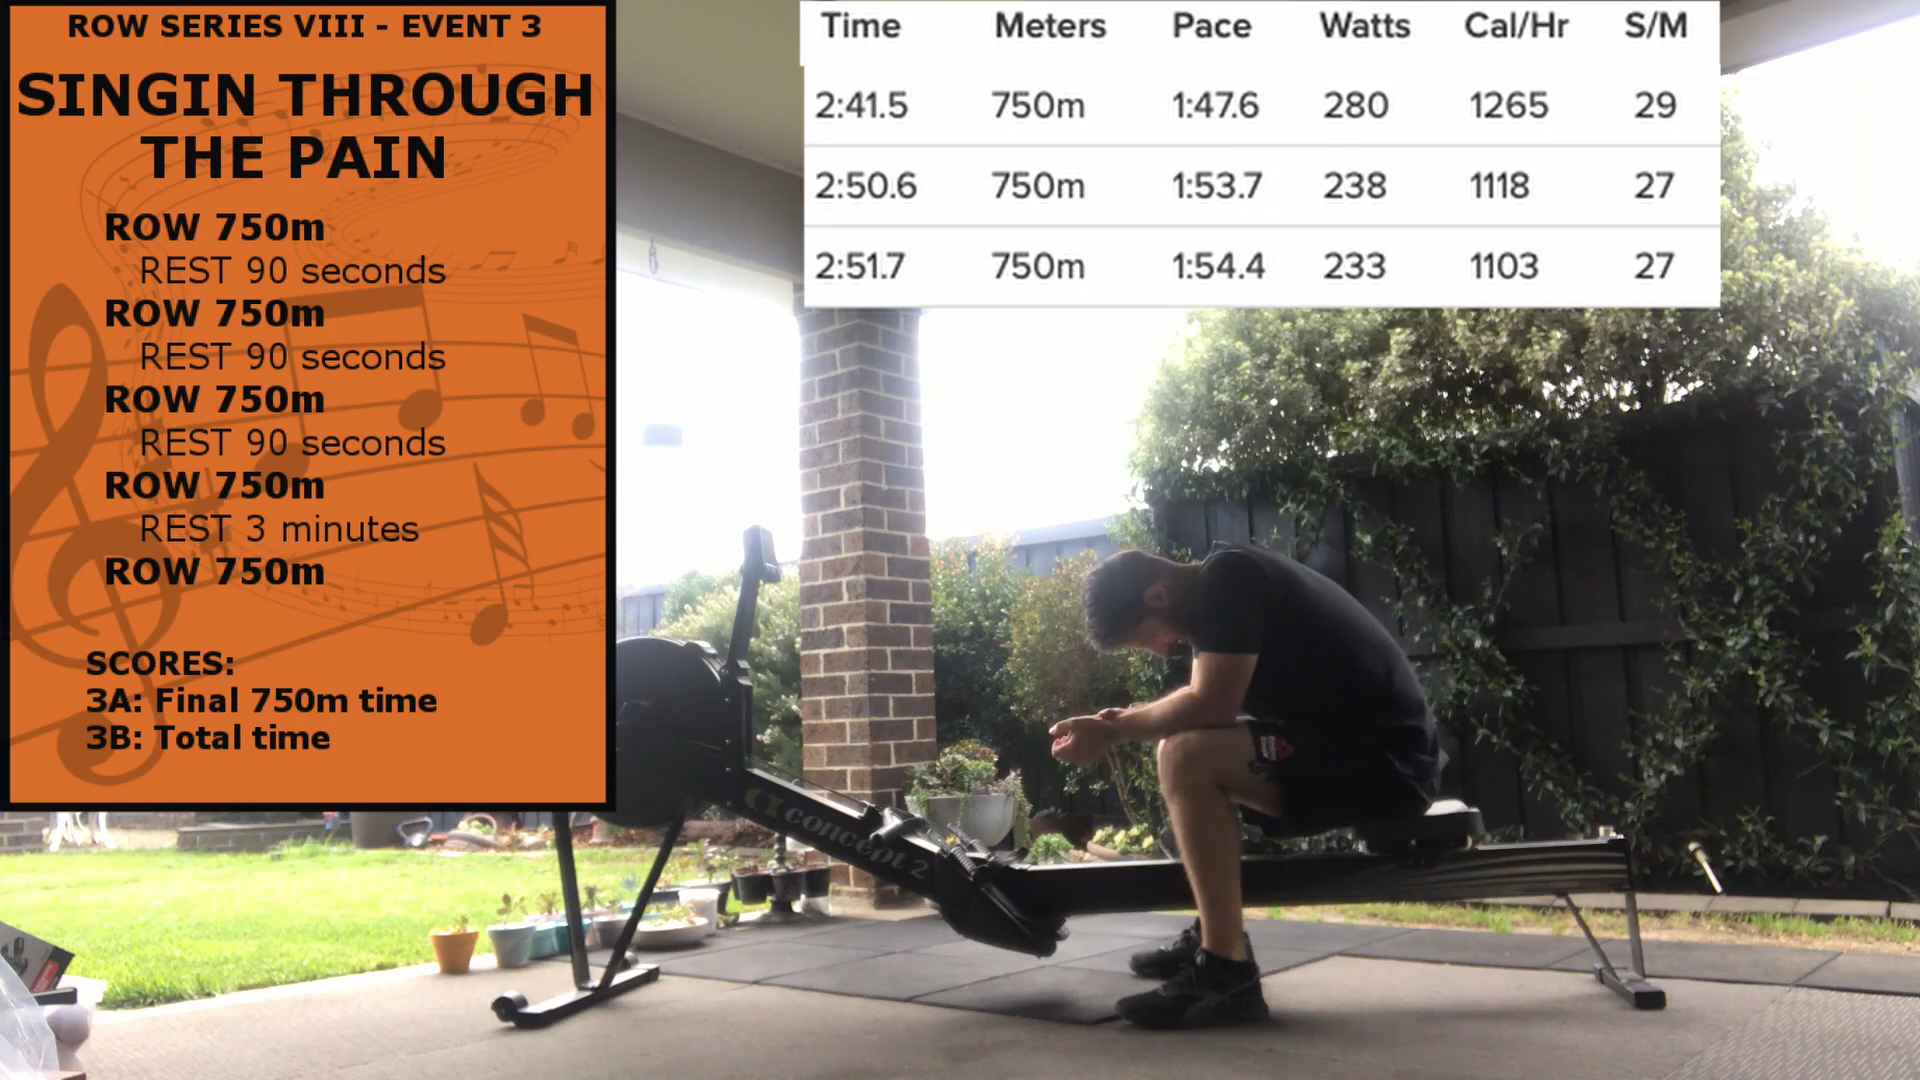 ROW SERIES VIII - EVENT 3
SINGIN THROUGH
THE PAIN
ROW 750m
REST 90 seconds
ROW 750m
REST 90 seconds
ROW 750m
REST 90 seconds
ROW 750m
REST 3 minutes
ROW 750m
SCORES:
3A: Final 750m time
3B: Total time
Time Meters Pace Watts Cal/Hr S/M
2:41.5 750m 1:47.6 280 1265 29
2:50.6 750m 1:53.7 238 1118 27
2:51.7 750m 1:54.4 233 1103 27
concept 2